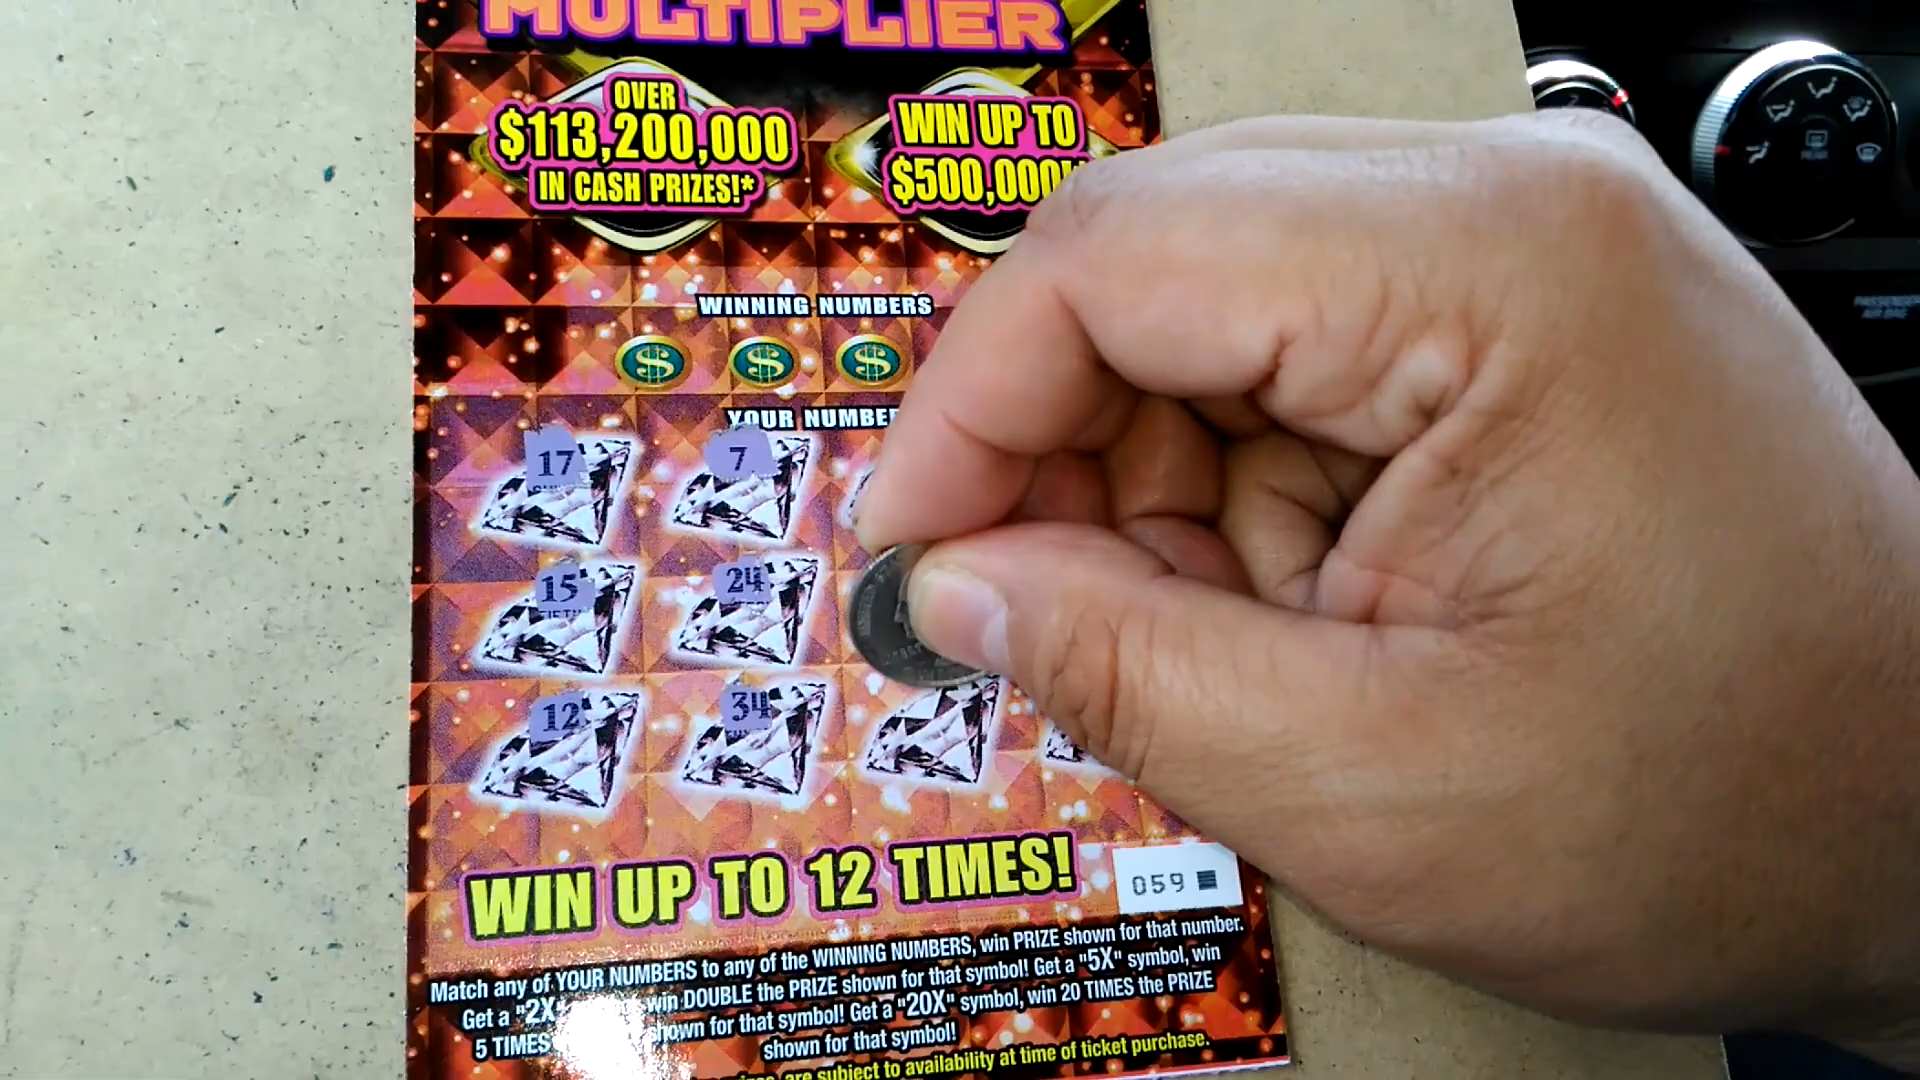 MULTIPLIER
OVER
$113,200,000
IN CASH PRIZES!*
WIN UP TO
$500,000
WINNING NUMBERS
$ $ $
YOUR
17 7
15 24
12 34
WIN UP TO 12 TIMES!
059
Match any of YOUR NUMBERS to any of the WINNING NUMBERS, win PRIZE shown for that number.
Get a "2X" win DOUBLE the PRIZE shown for that symbol! Get a "5X" symbol, win
5 TIMES shown for that symbol! Get a "20X" symbol, win 20 TIMES the PRIZE
shown for that symbol!
are subject to availability at time of ticket purchase.
PASSENGER
AIR BAG